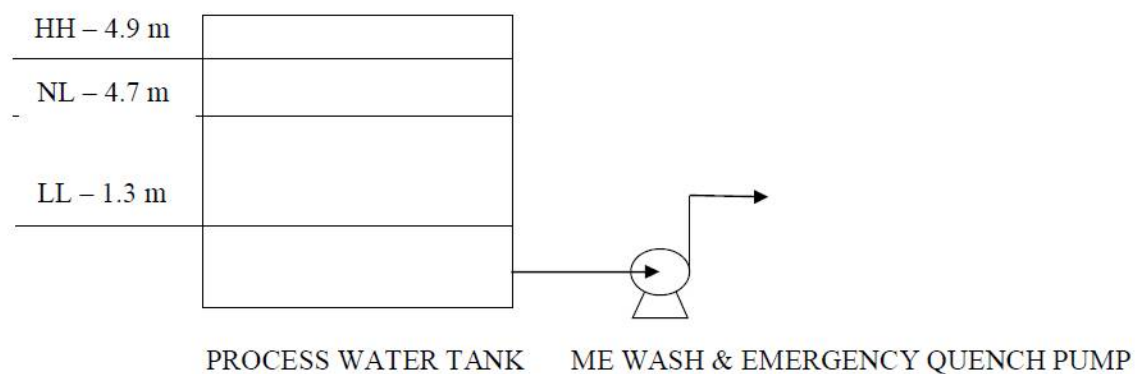 HH – 4.9 m
NL – 4.7 m
LL – 1.3 m
PROCESS WATER TANK ME WASH & EMERGENCY QUENCH PUMP